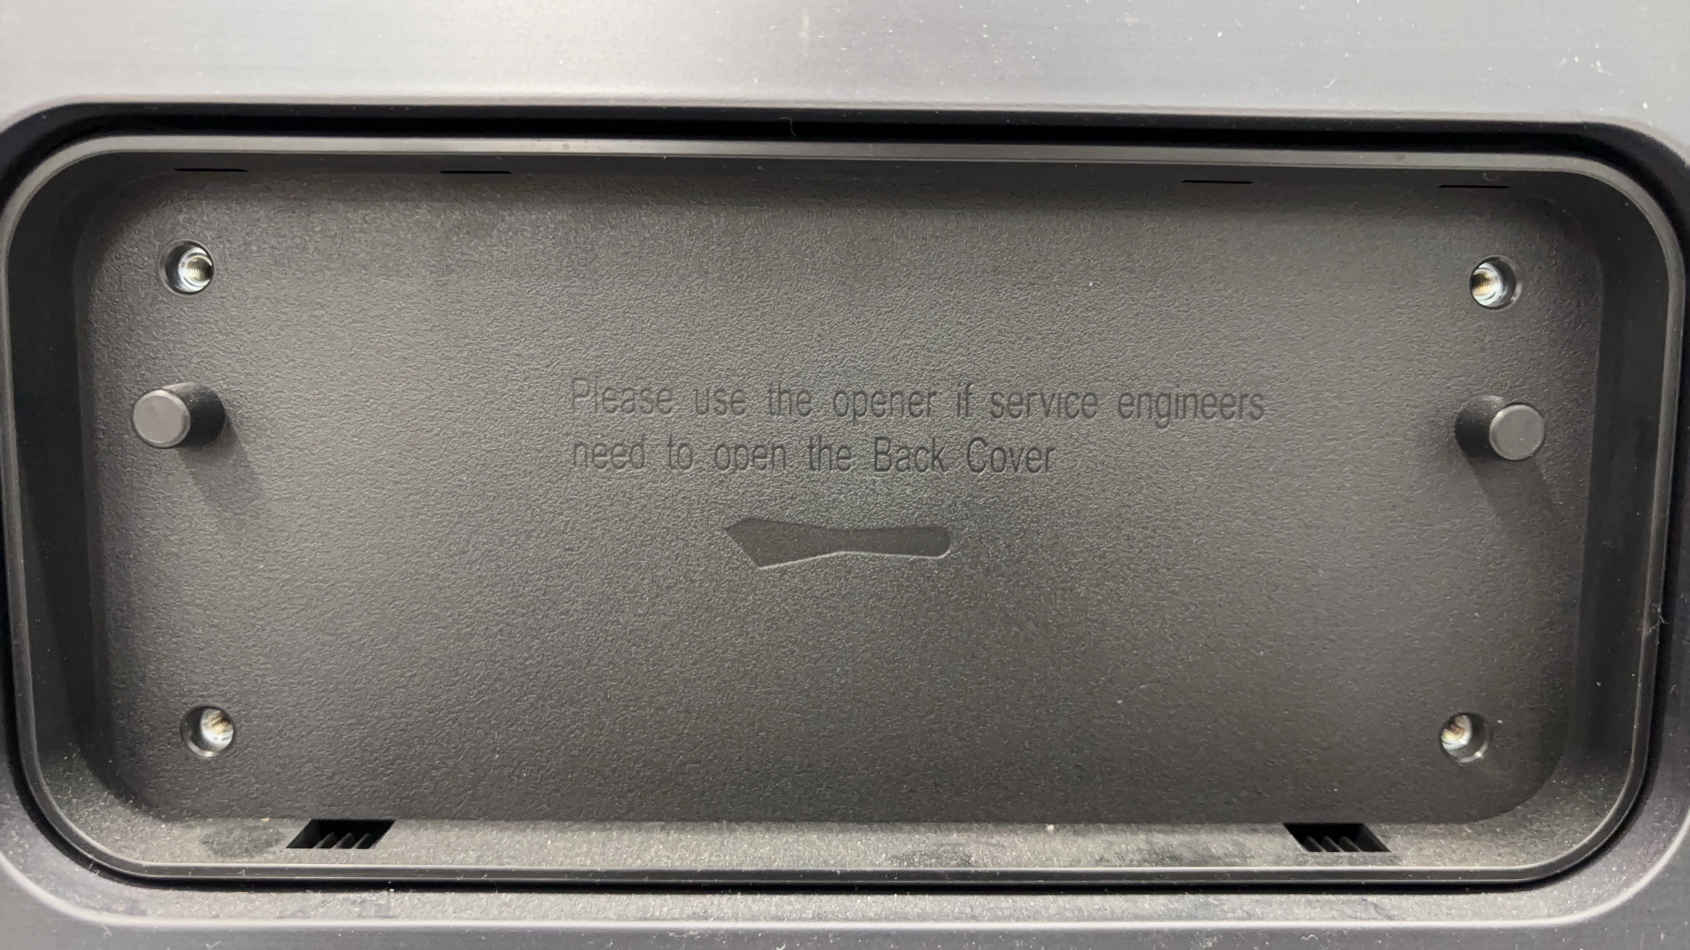 Please use the opener if service engineers
need to open the Back Cover